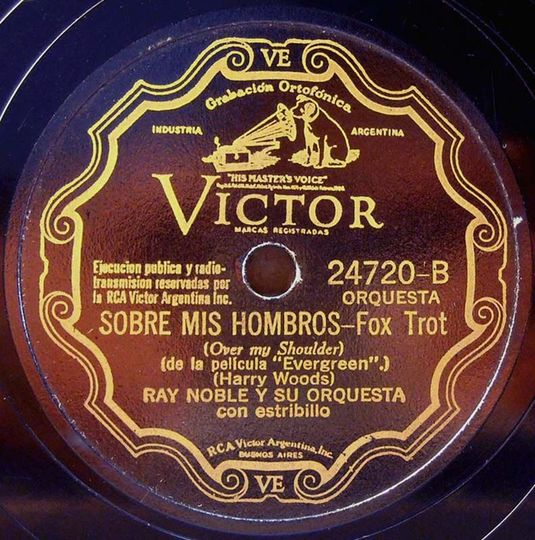 VE
Grabación Ortofónica
INDUSTRIA ARGENTINA
"HIS MASTER'S VOICE"
VICTOR
MARCAS REGISTRADAS
Ejecucion publica y radio-
transmision reservadas por
la RCA Victor Argentina Inc.
24720-B
ORQUESTA
SOBRE MIS HOMBROS-Fox Trot
(Over my Shoulder)
(de la película "Evergreen".)
(Harry Woods)
RAY NOBLE Y SU ORQUESTA
con estribillo
RCA Victor Argentina, Inc.
BUENOS AIRES
VE